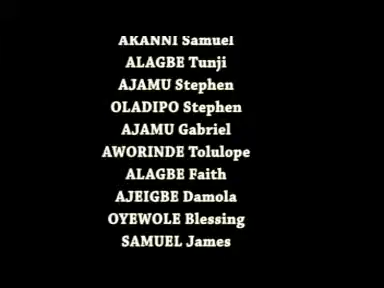 AKANNI Samuel
ALAGBE Tunji
AJAMU Stephen
OLADIPO Stephen
AJAMU Gabriel
AWORINDE Tolulope
ALAGBE Faith
AJEIGBE Damola
OYEWOLE Blessing
SAMUEL James